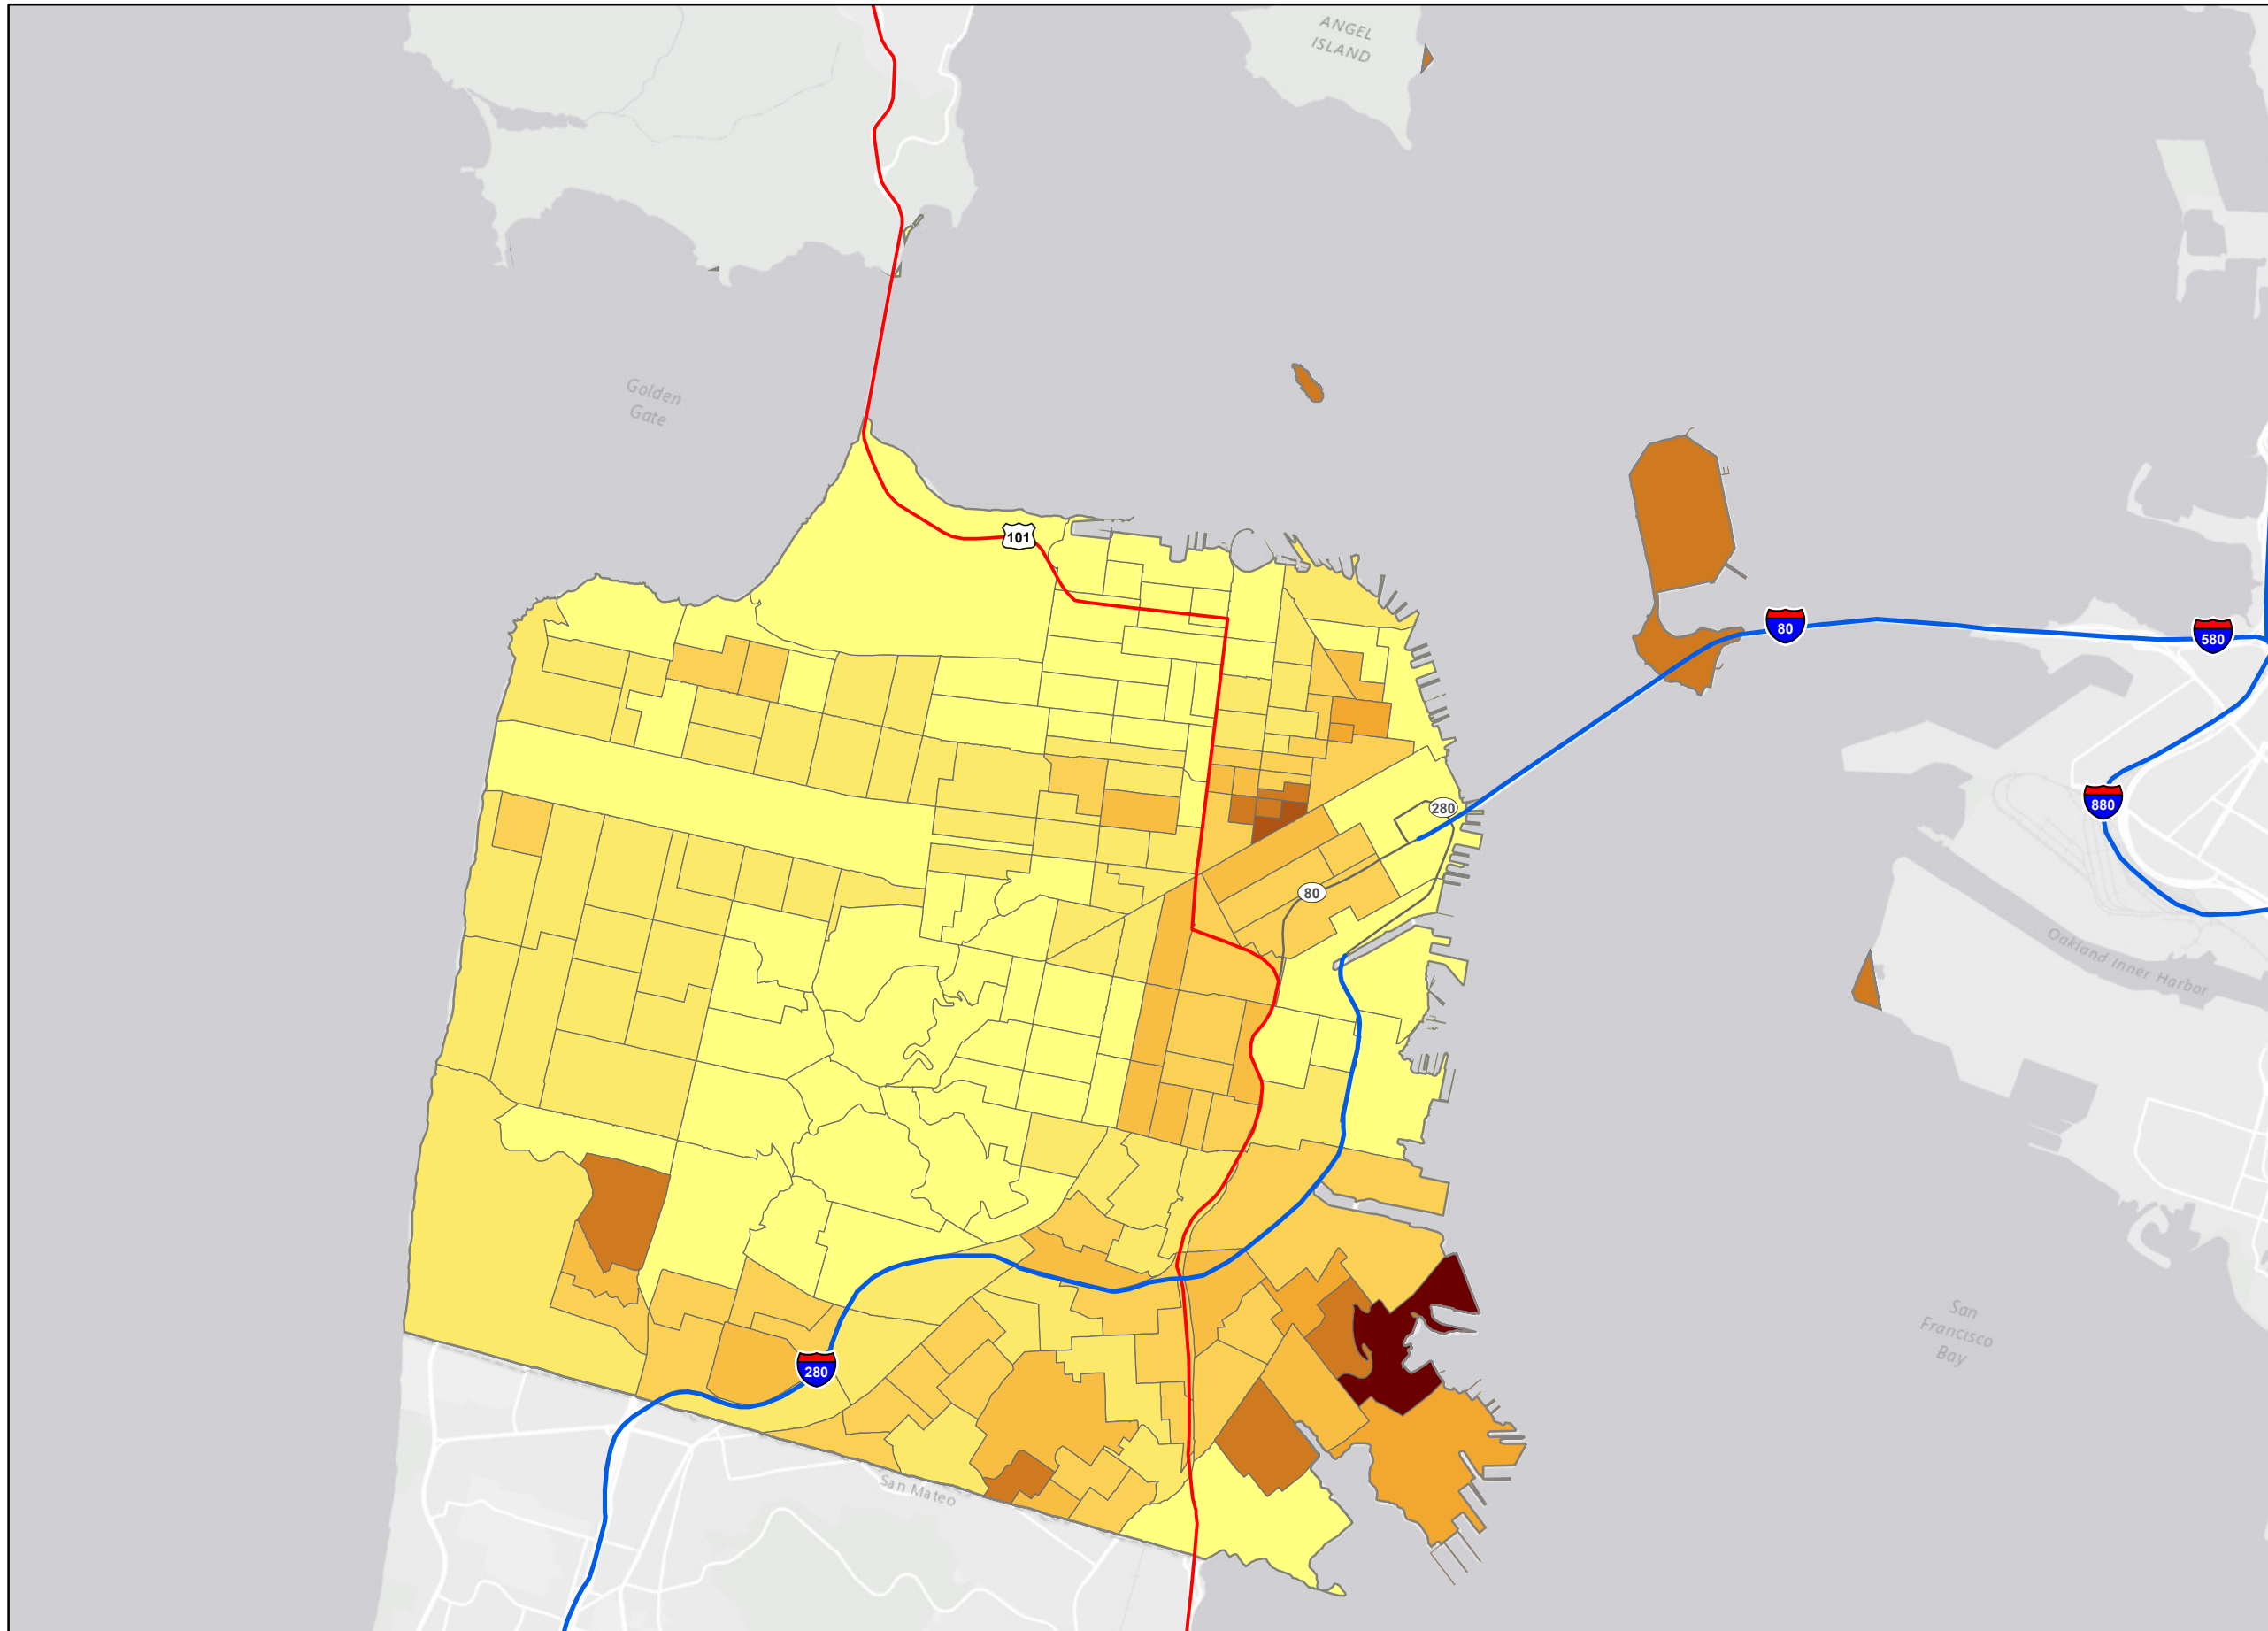 ANGEL
ISLAND
Golden
Gate
101
80
580
280
880
80
Oakland Inner Harbor
San
Francisco
Bay
280
San Mateo